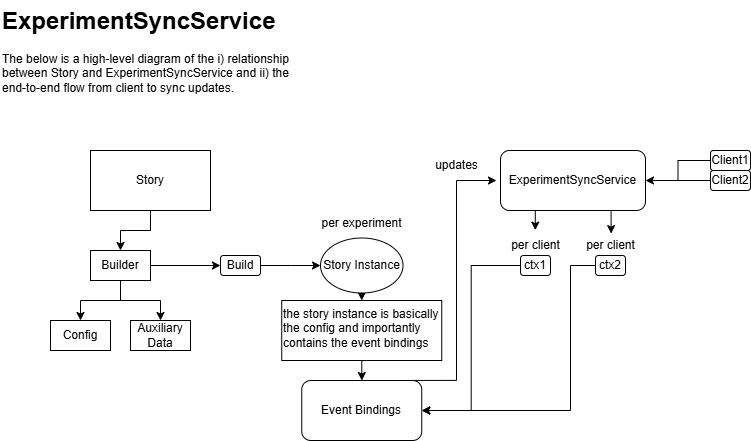 ExperimentSyncService
The below is a high-level diagram of the i) relationship
between Story and ExperimentSyncService and ii) the
end-to-end flow from client to sync updates.
updates
Story
ExperimentSyncService
Client1
Client2
per experiment
per client
per client
Builder
Build
Story Instance
ctx1
ctx2
the story instance is basically
the config and importantly
contains the event bindings
Config
Auxiliary
Data
Event Bindings